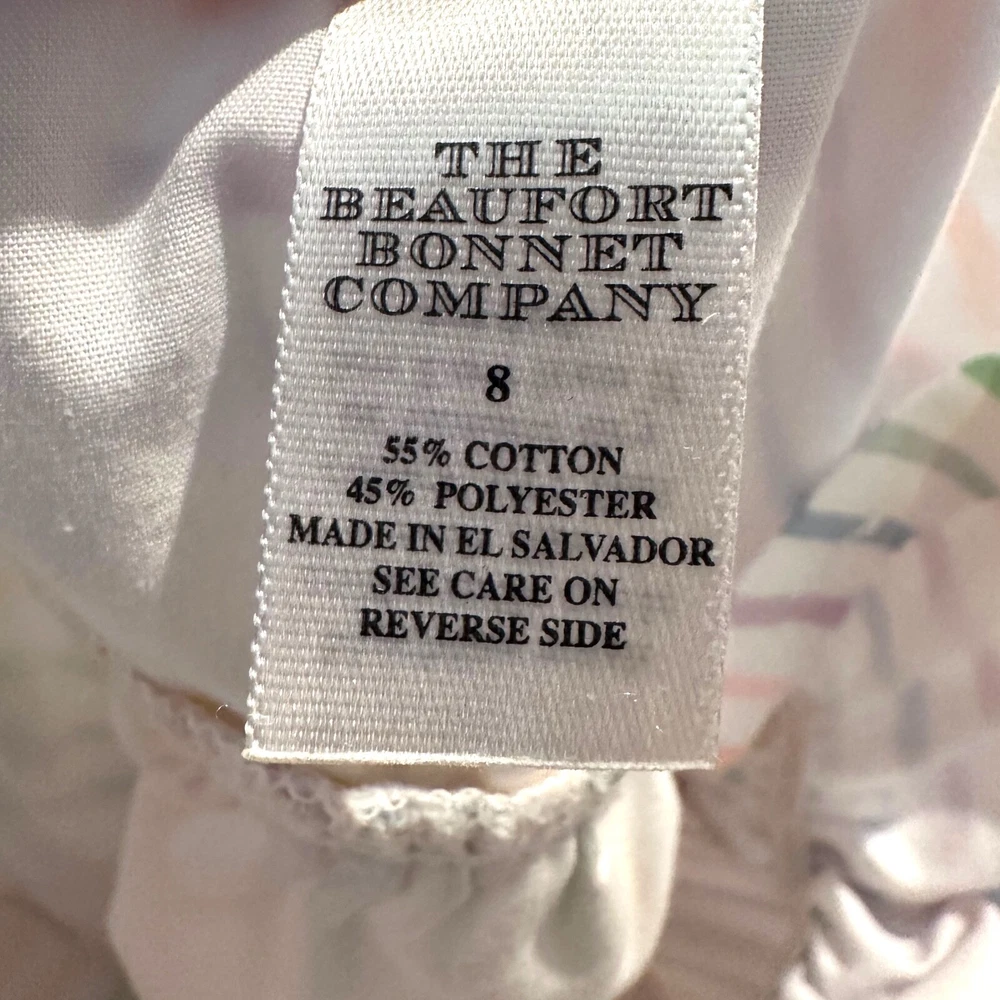 THE
BEAUFORT
BONNET
COMPANY
8
55% COTTON
45% POLYESTER
MADE IN EL SALVADOR
SEE CARE ON
REVERSE SIDE